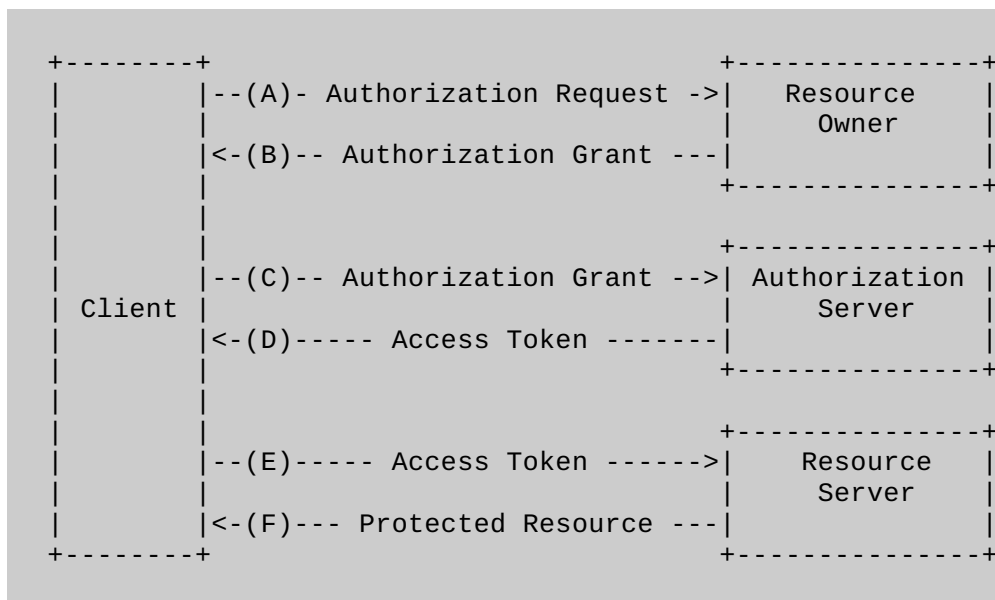 +--------+                               +---------------+
|        |--(A)- Authorization Request ->|   Resource    |
|        |                               |     Owner     |
|        |<-(B)-- Authorization Grant ---|               |
|        |                               +---------------+
|        |
|        |                               +---------------+
|        |--(C)-- Authorization Grant -->| Authorization |
| Client |                               |     Server    |
|        |<-(D)----- Access Token -------|               |
|        |                               +---------------+
|        |
|        |                               +---------------+
|        |--(E)----- Access Token ------>|    Resource   |
|        |                               |     Server    |
|        |<-(F)--- Protected Resource ---|               |
+--------+                               +---------------+